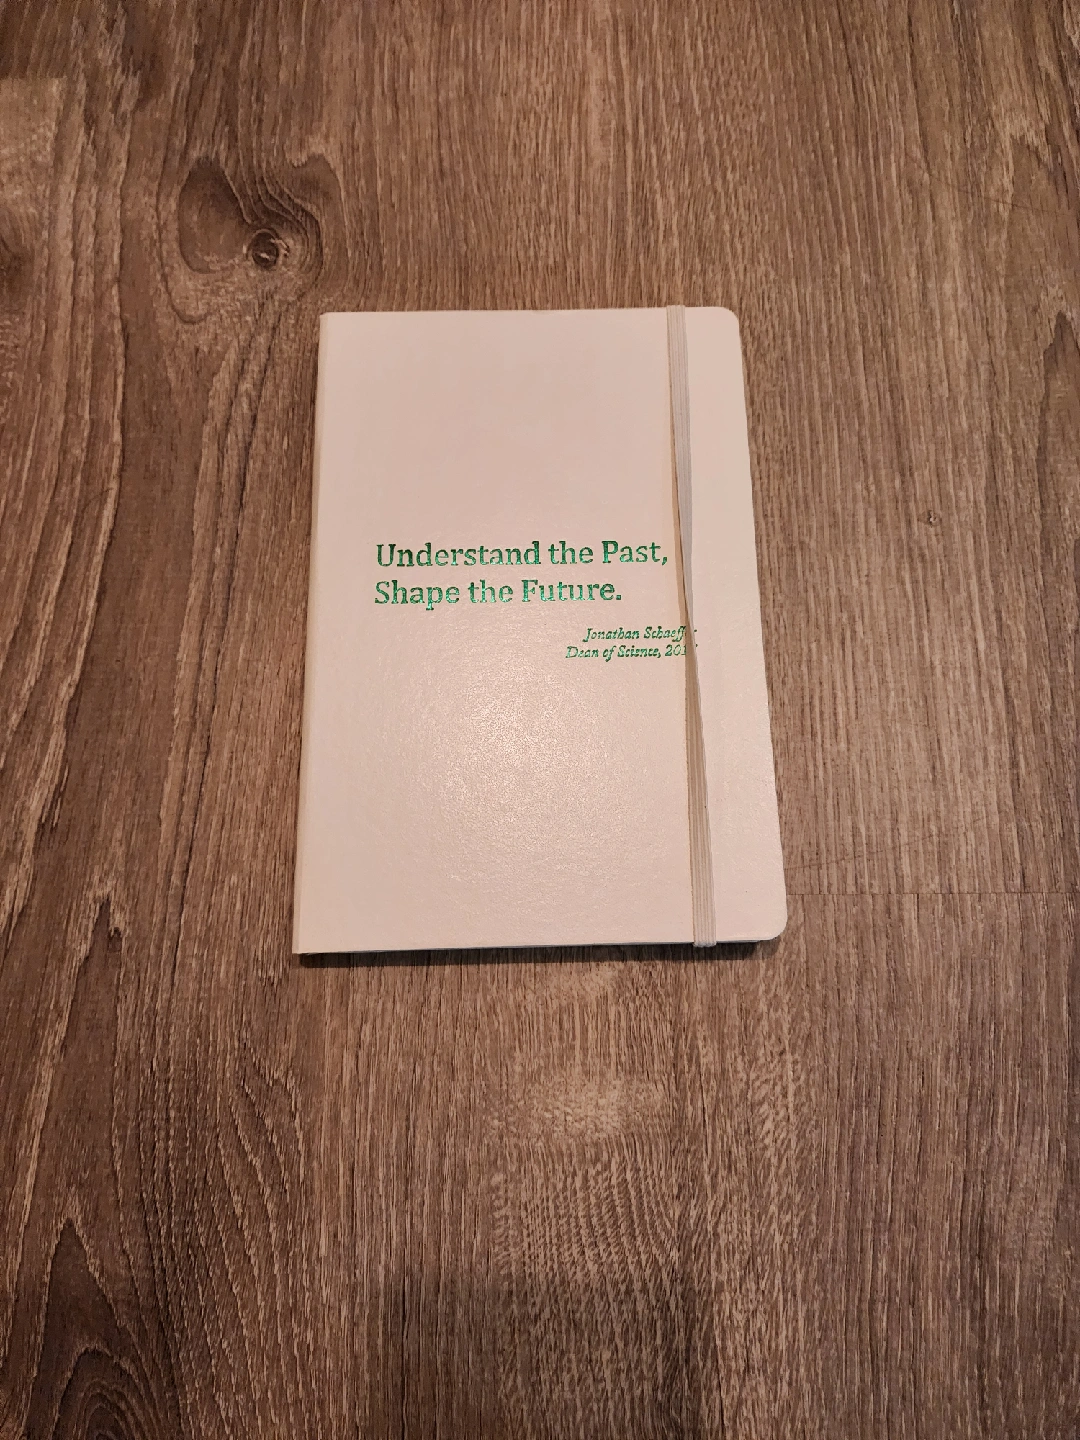 Understand the Past,
Shape the Future.
Jonathan
Dean of Science,